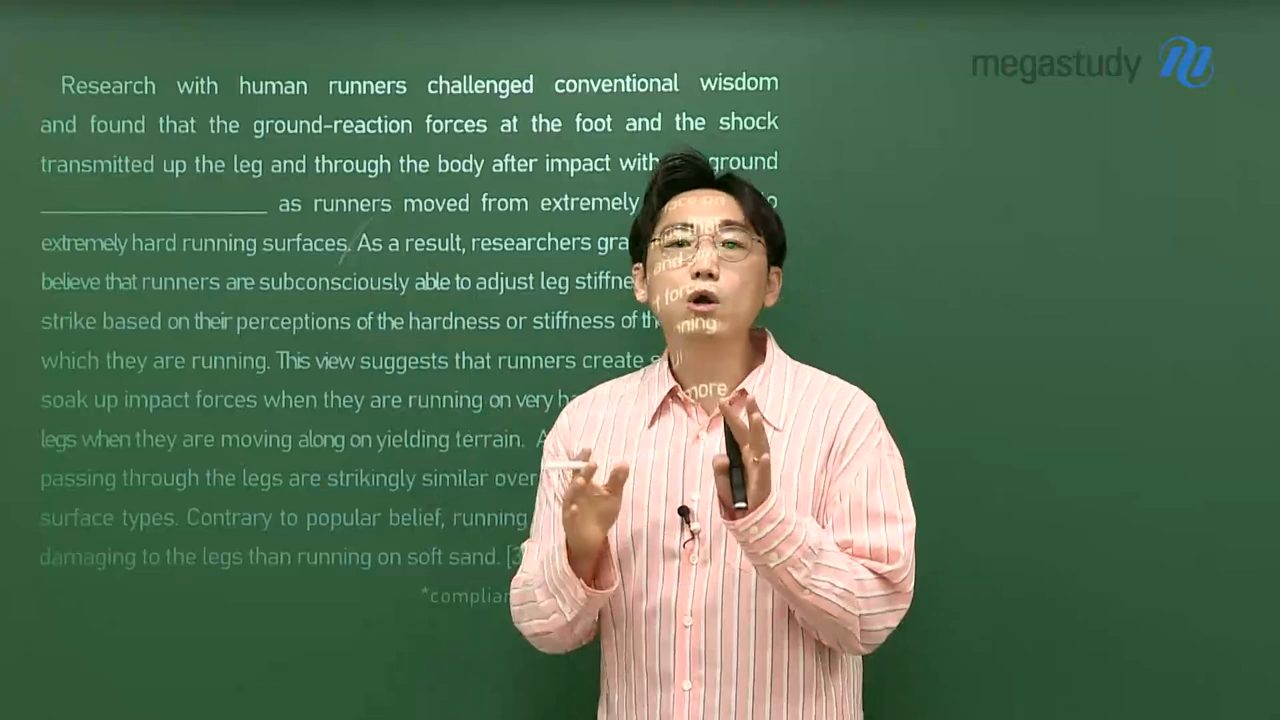 megastudy
Research with human runners challenged conventional wisdom
and found that the ground-reaction forces at the foot and the shock
transmitted up the leg and through the body after impact with ground
as runners moved from extremely
extremely hard running surfaces. As a result, researchers
believe that runners are subconsciously able to adjust leg
strike based on their perceptions of the hardness or stiffness of
which they are running. This view suggests that runners create
soak up impact forces when they are running on very
legs when they are moving along on yielding terrain.
passing through the legs are strikingly similar over
surface types. Contrary to popular belief, running
more
damaging to the legs than running on soft sand.